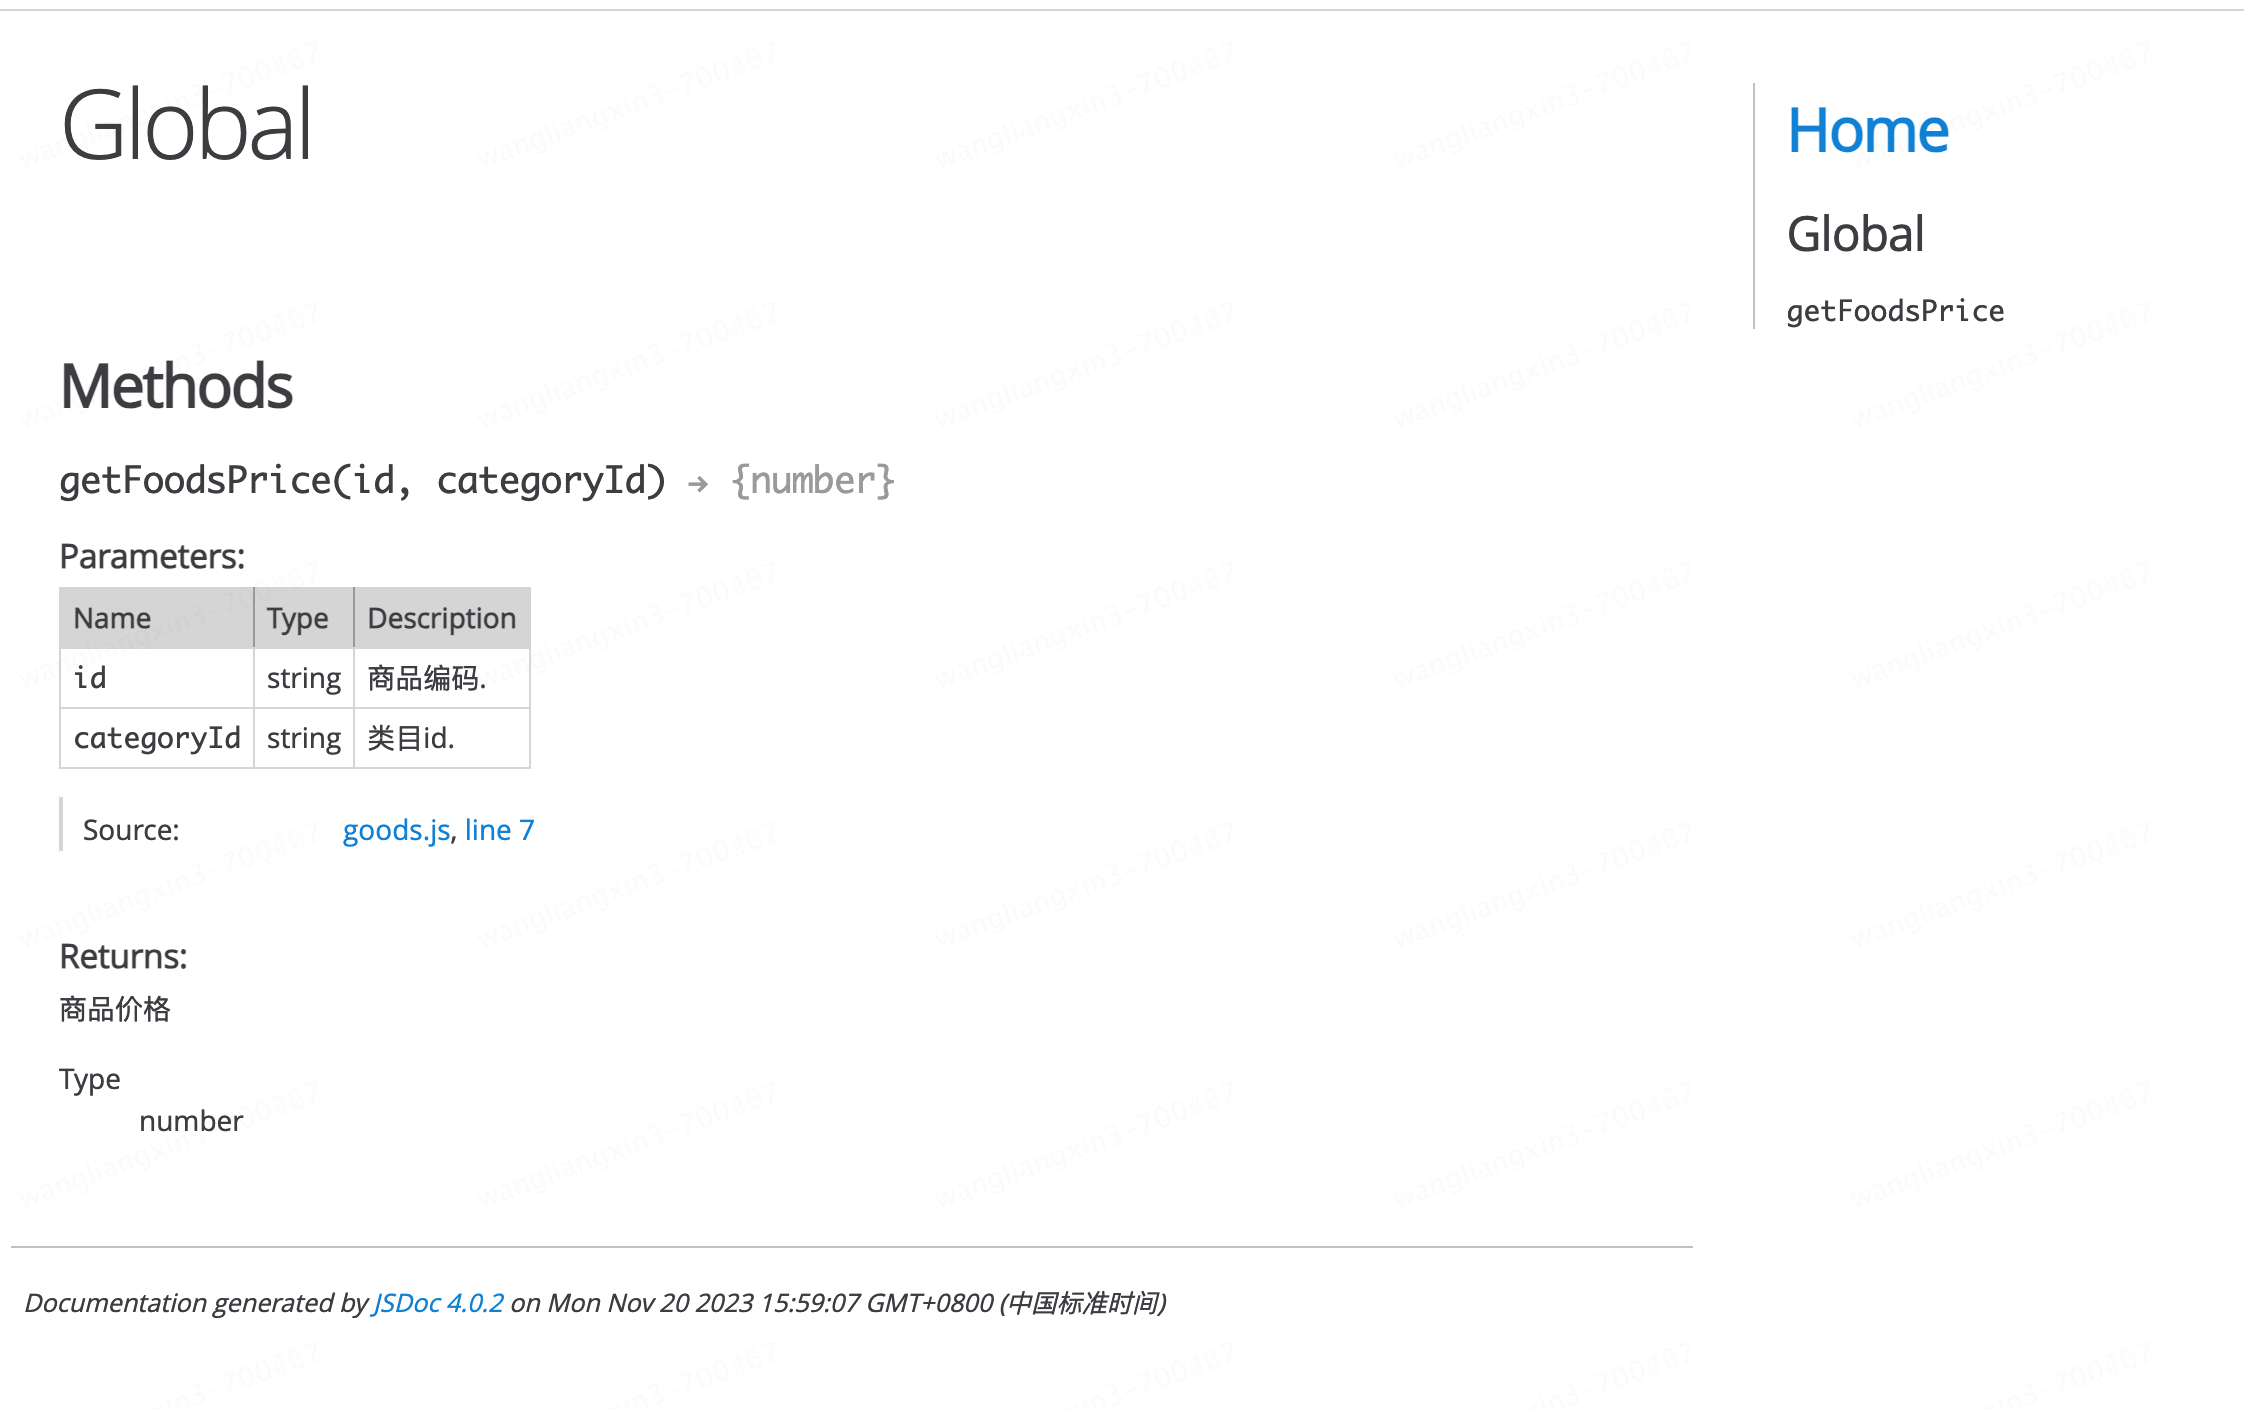 Global
Methods
getFoodsPrice(id, categoryId) → {number}
Parameters:
Name Type Description
id string 商品编码.
categoryId string 类目id.
Source: goods.js, line 7
Returns:
商品价格
Type
number
Home
Global
getFoodsPrice
Documentation generated by JSDoc 4.0.2 on Mon Nov 20 2023 15:59:07 GMT+0800 (中国标准时间)